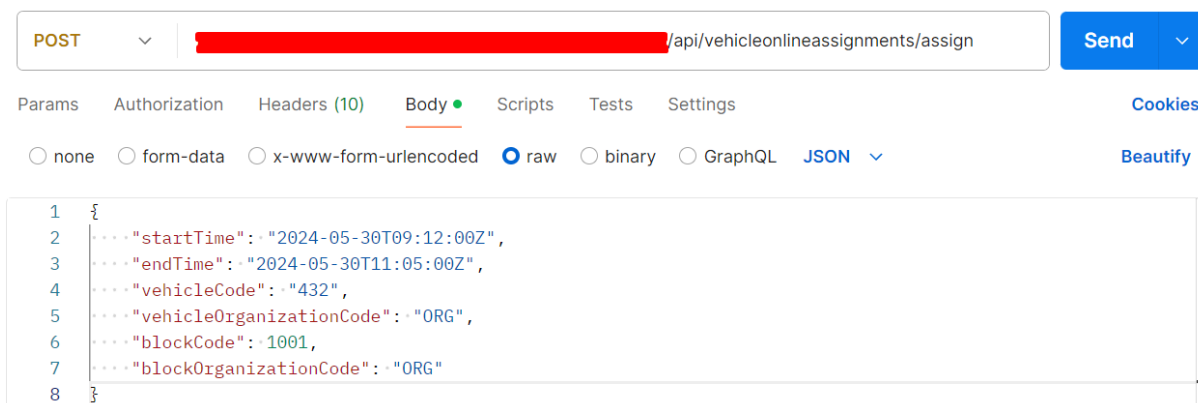 POST /api/vehicleonlineassignments/assign Send
Params Authorization Headers (10) Body Scripts Tests Settings Cookies
none form-data x-www-form-urlencoded raw binary GraphQL JSON Beautify
1 {
2 "startTime": "2024-05-30T09:12:00Z",
3 "endTime": "2024-05-30T11:05:00Z",
4 "vehicleCode": "432",
5 "vehicleOrganizationCode": "ORG",
6 "blockCode": 1001,
7 "blockOrganizationCode": "ORG"
8 }